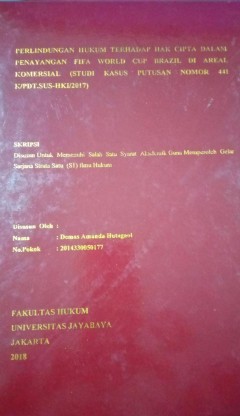 PERLINDUNGAN HUKUM TERHADAP HAK CIPTA DALAM
PENAYANGAN FIFA WORLD CUP BRAZIL DI AREAL
KOMERSIAL (STUDI KASUS PUTUSAN NOMOR 441
K/PDT.SUS-HKI/2017)
SKRIPSI
Disusun Untuk Memenuhi Salah Satu Syarat Akademik Guna Memperoleh Gelar
Sarjana Strata Satu (S1) Ilmu Hukum
Disusun Oleh :
Nama : Domas Amanda Hutagaol
No.Pokok : 2014330050177
FAKULTAS HUKUM
UNIVERSITAS JAYABAYA
JAKARTA
2018